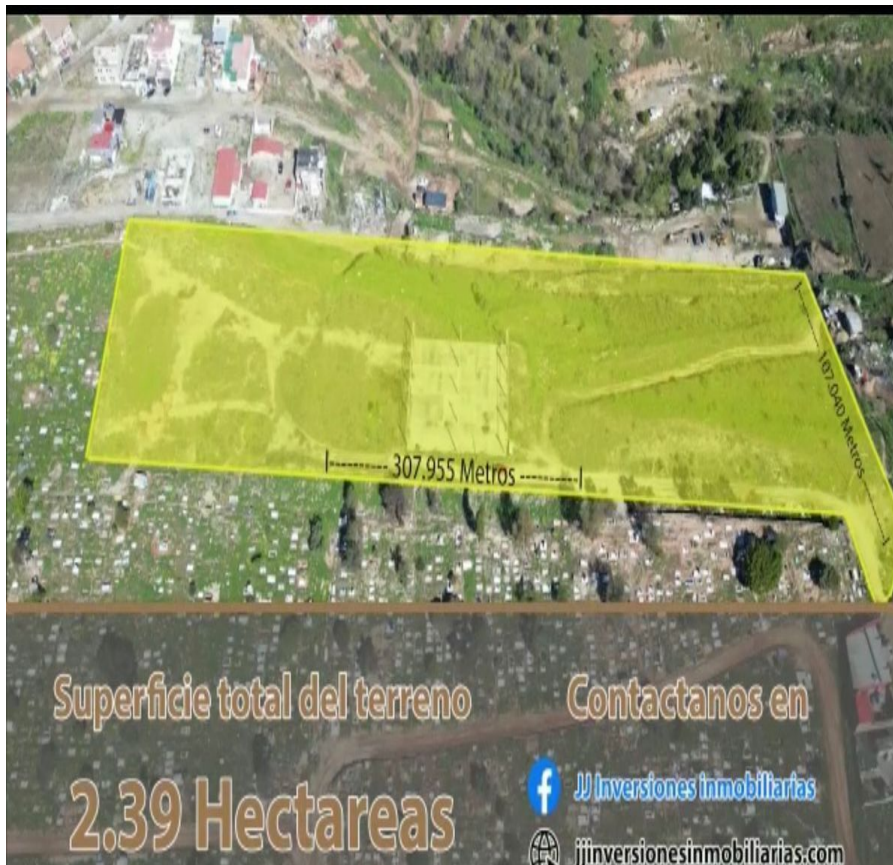 107.040 Metros
307.955 Metros
Superficie total del terreno
2.39 Hectareas
Contactanos en
JJ Inversiones inmobiliarias
jjinversionesinmobiliarias.com